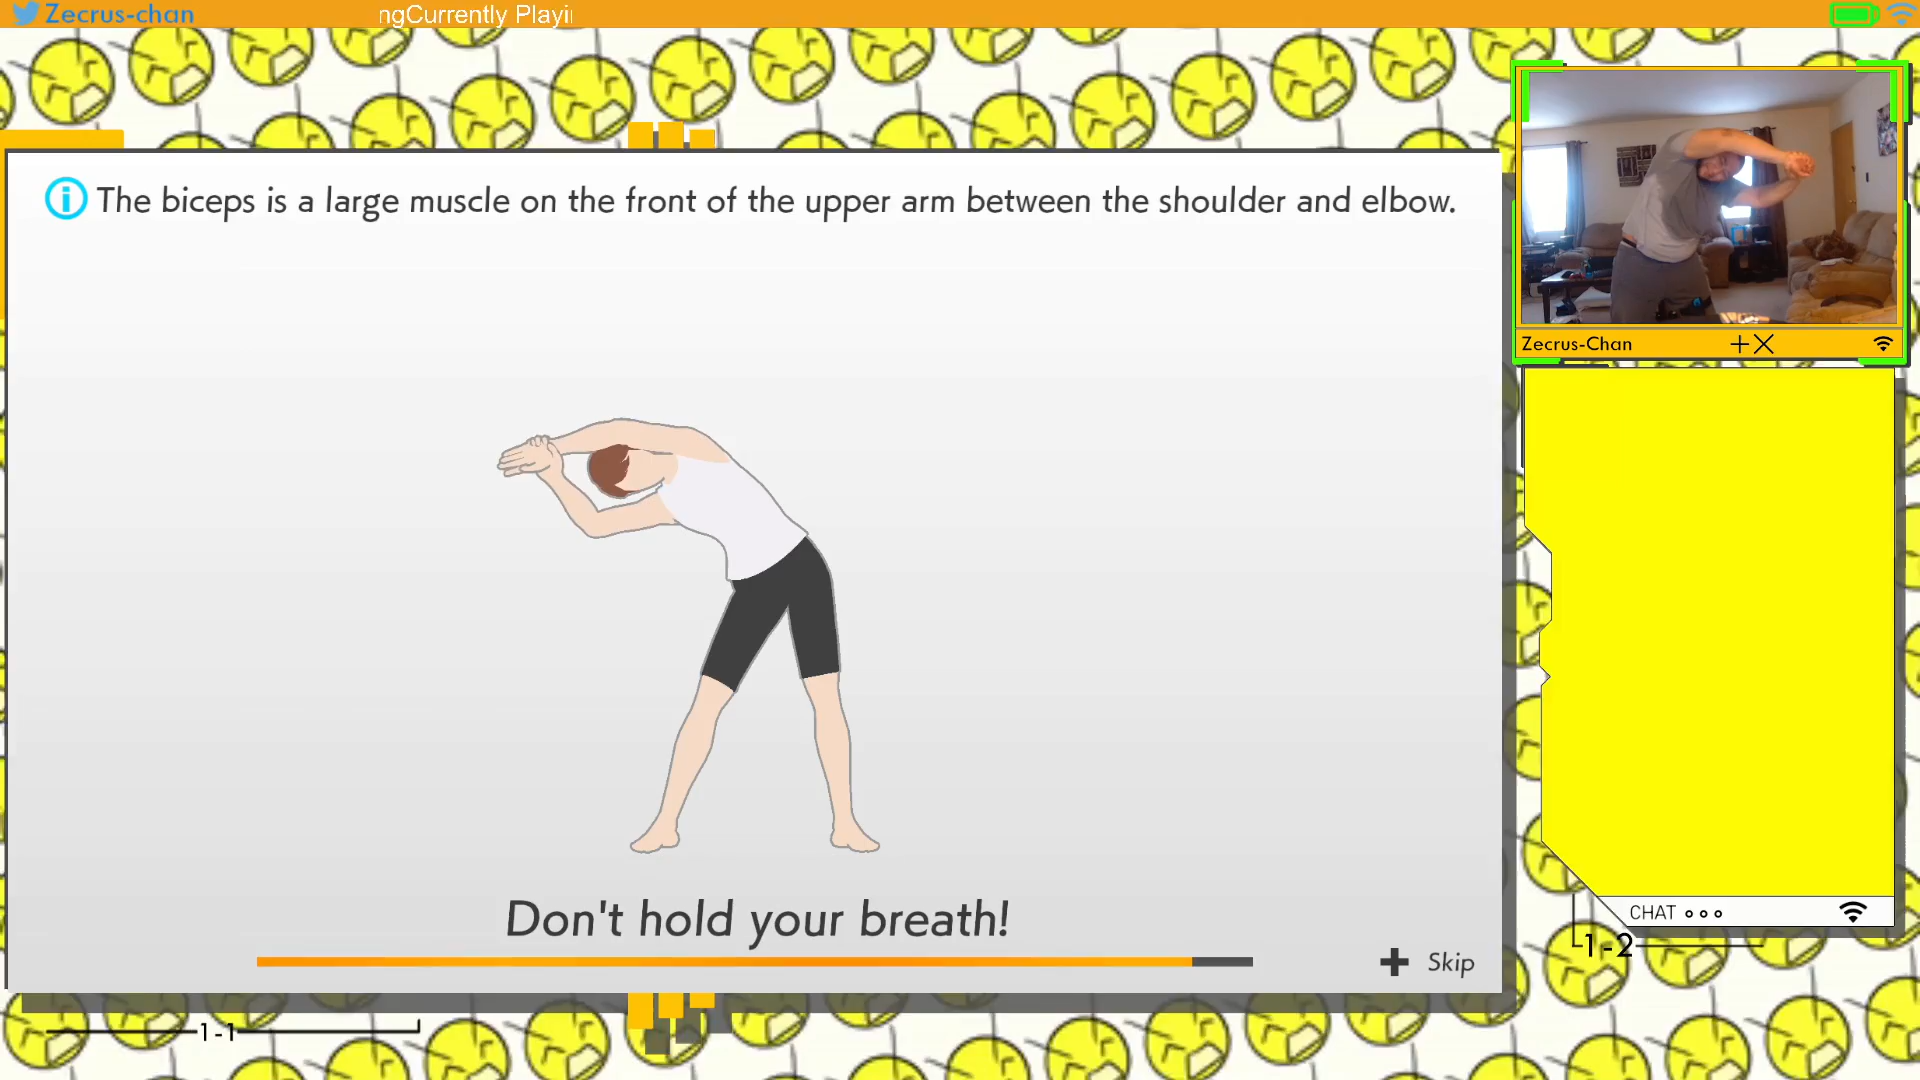 Zecrus-chan
ngCurrently Playi
The biceps is a large muscle on the front of the upper arm between the shoulder and elbow.
Zecrus-Chan
Don't hold your breath!
Skip
CHAT
1-2
1-1